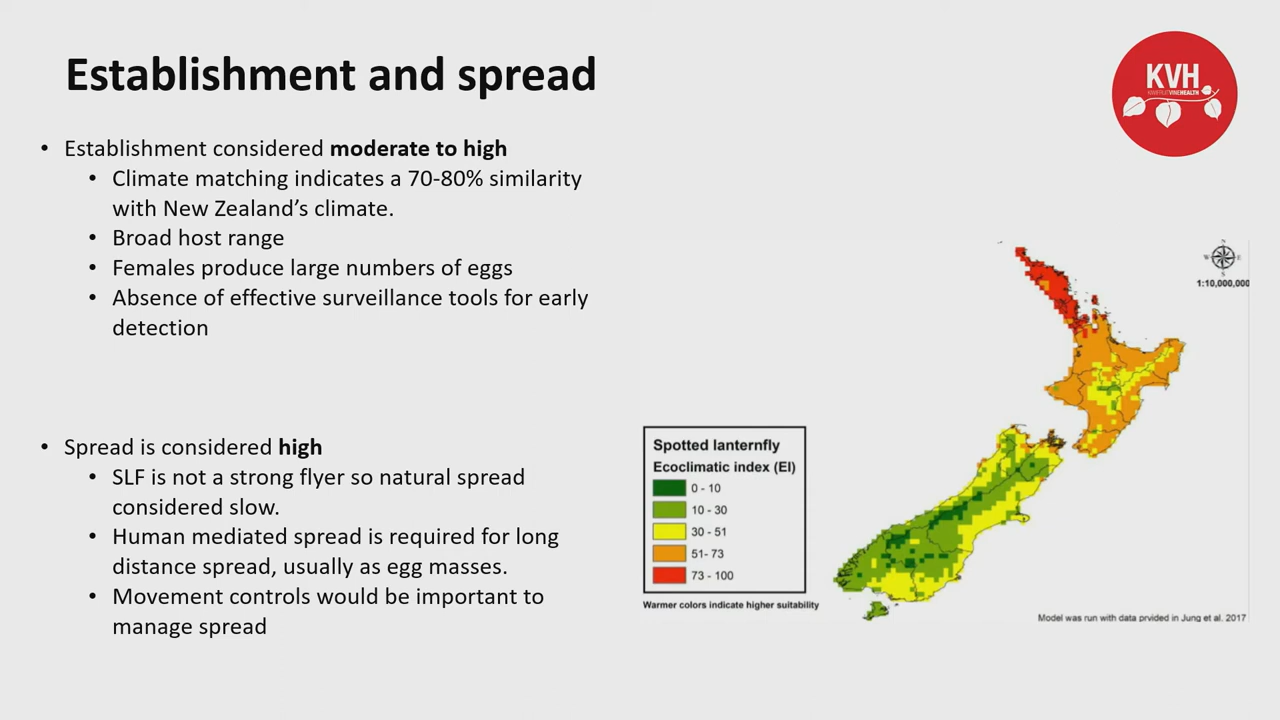 Establishment and spread
KVH
KIWIFRUIT VINE HEALTH
• Establishment considered moderate to high
• Climate matching indicates a 70-80% similarity
with New Zealand's climate.
• Broad host range
• Females produce large numbers of eggs
• Absence of effective surveillance tools for early
detection
• Spread is considered high
• SLF is not a strong flyer so natural spread
considered slow.
• Human mediated spread is required for long
distance spread, usually as egg masses.
• Movement controls would be important to
manage spread
N
W E
S
1:10,000,000
Spotted lanternfly
Ecoclimatic index (EI)
0 - 10
10 - 30
30 - 51
51- 73
73 - 100
Warmer colors indicate higher suitability
Model was run with data prvided in Jung et al. 2017